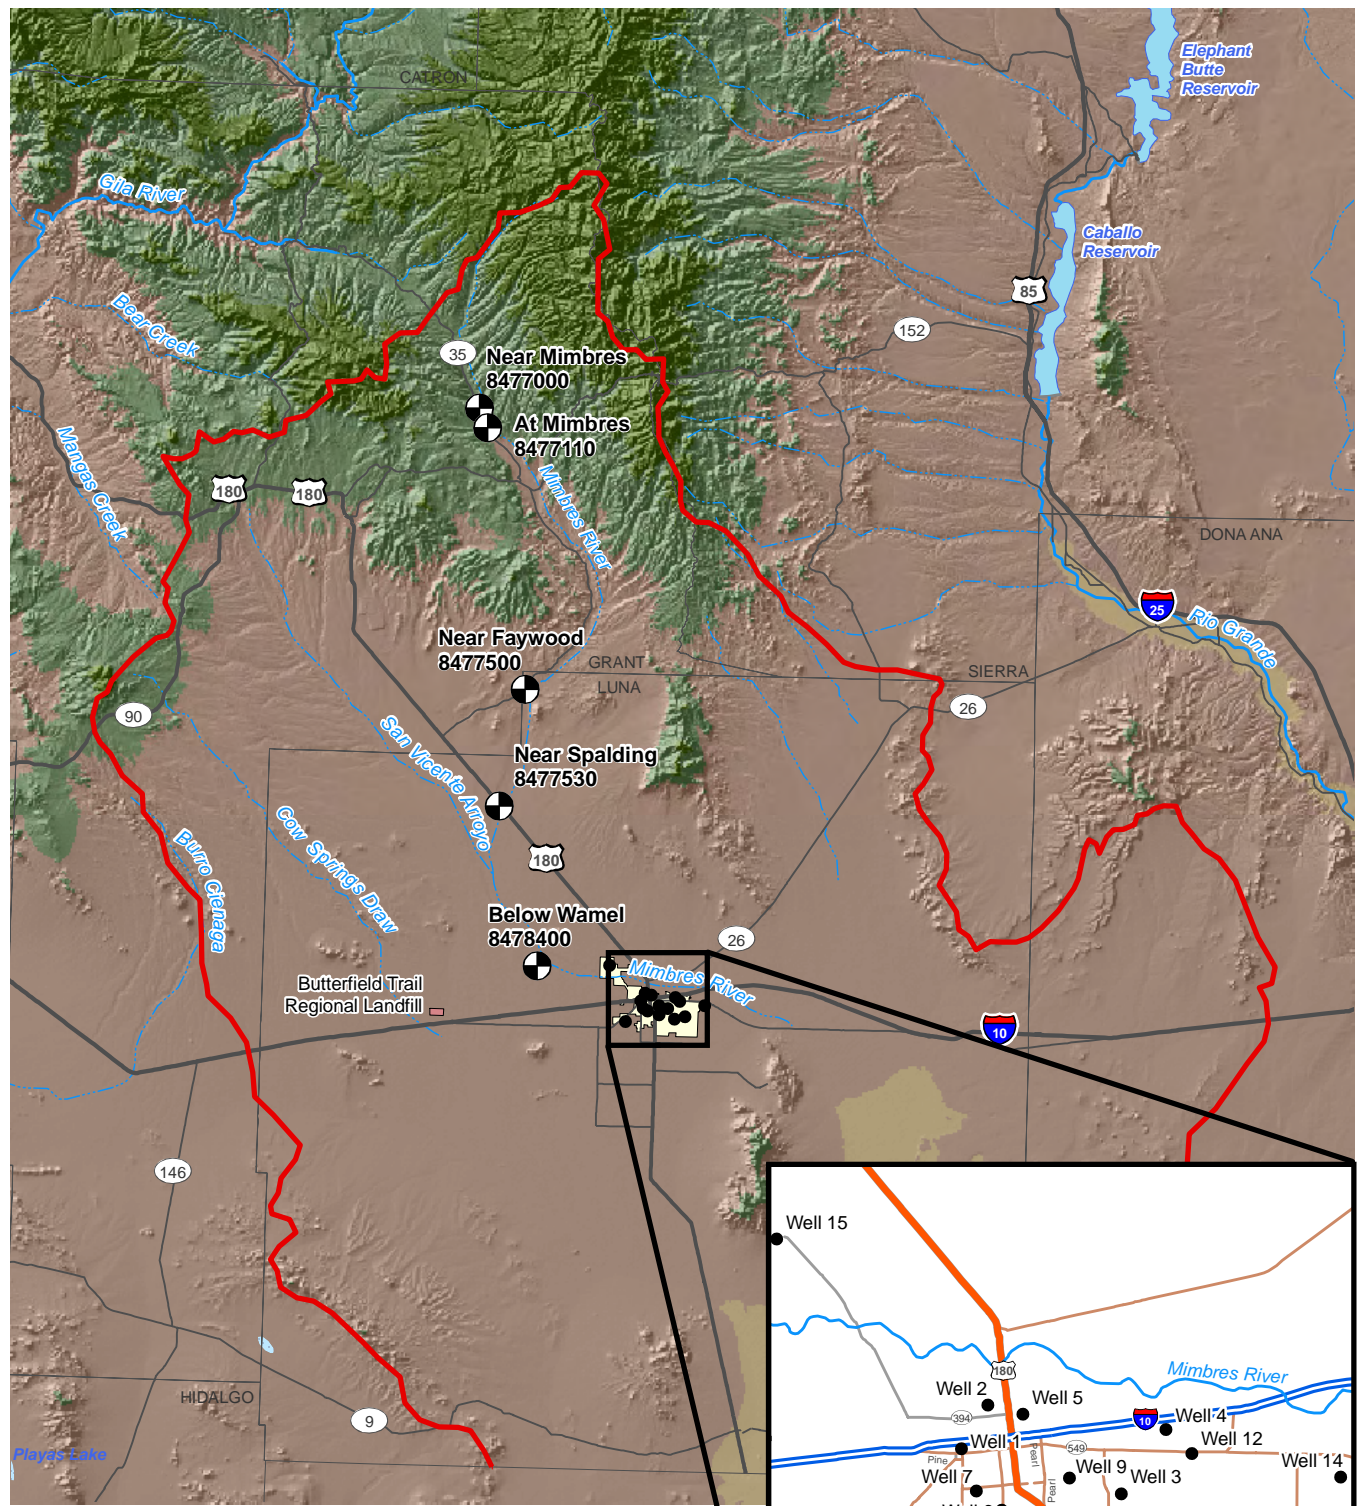 CATRON
Elephant
Butte
Reservoir
Gila River
Caballo
Reservoir
85
Bear Creek
152
35
Near Mimbres
8477000
At Mimbres
8477110
Mangas Creek
Mimbres River
180
180
DONA ANA
25
Rio Grande
Near Faywood
8477500
GRANT
LUNA
SIERRA
26
90
San Vicente Arroyo
Near Spalding
8477530
Cow Springs Draw
Burro Cienaga
180
Below Wamel
8478400
26
Mimbres River
Butterfield Trail
Regional Landfill
10
146
HIDALGO
9
Playas Lake
Well 15
Mimbres River
180
Well 2
Well 5
394
10
Well 4
Well 1
549
Well 12
Pine
Pearl
Well 14
Well 7
Well 9
Well 3
Pearl